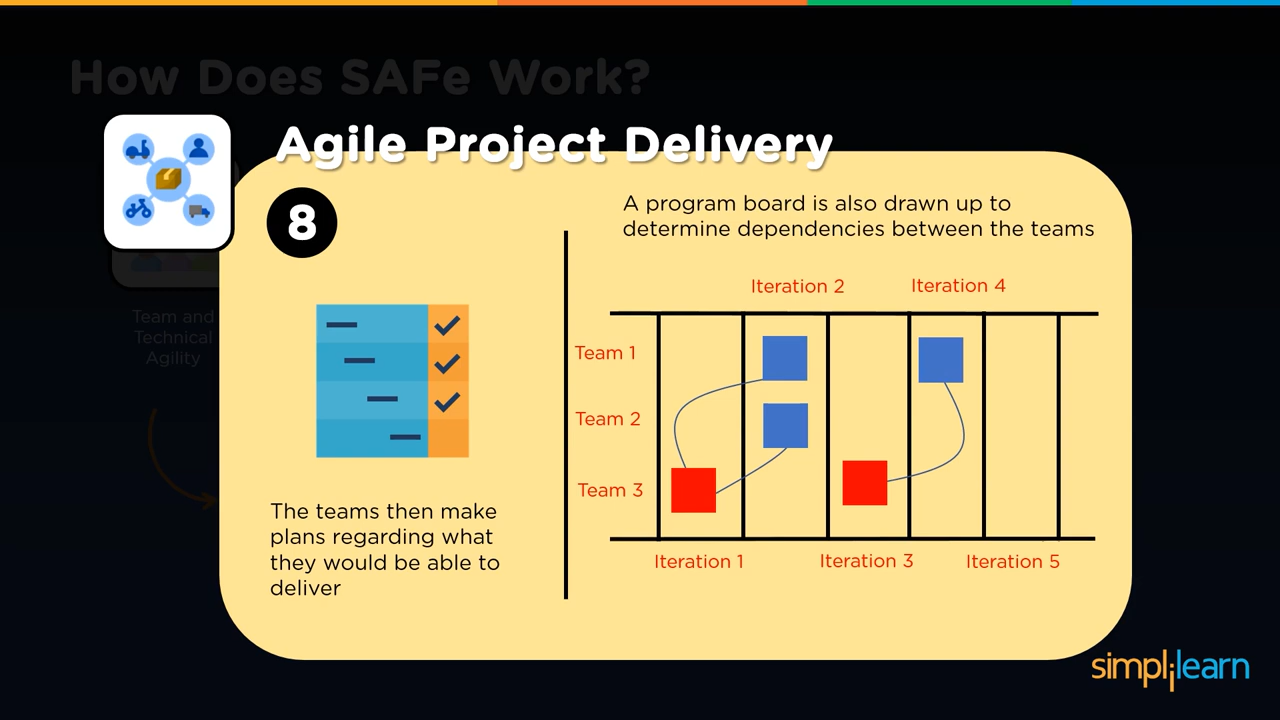 How Does SAFe Work?
Agile Project Delivery
8
Team and
Technical
Agility
The teams then make
plans regarding what
they would be able to
deliver
A program board is also drawn up to
determine dependencies between the teams
Iteration 2
Iteration 4
Team 1
Team 2
Team 3
Iteration 1
Iteration 3
Iteration 5
simplilearn